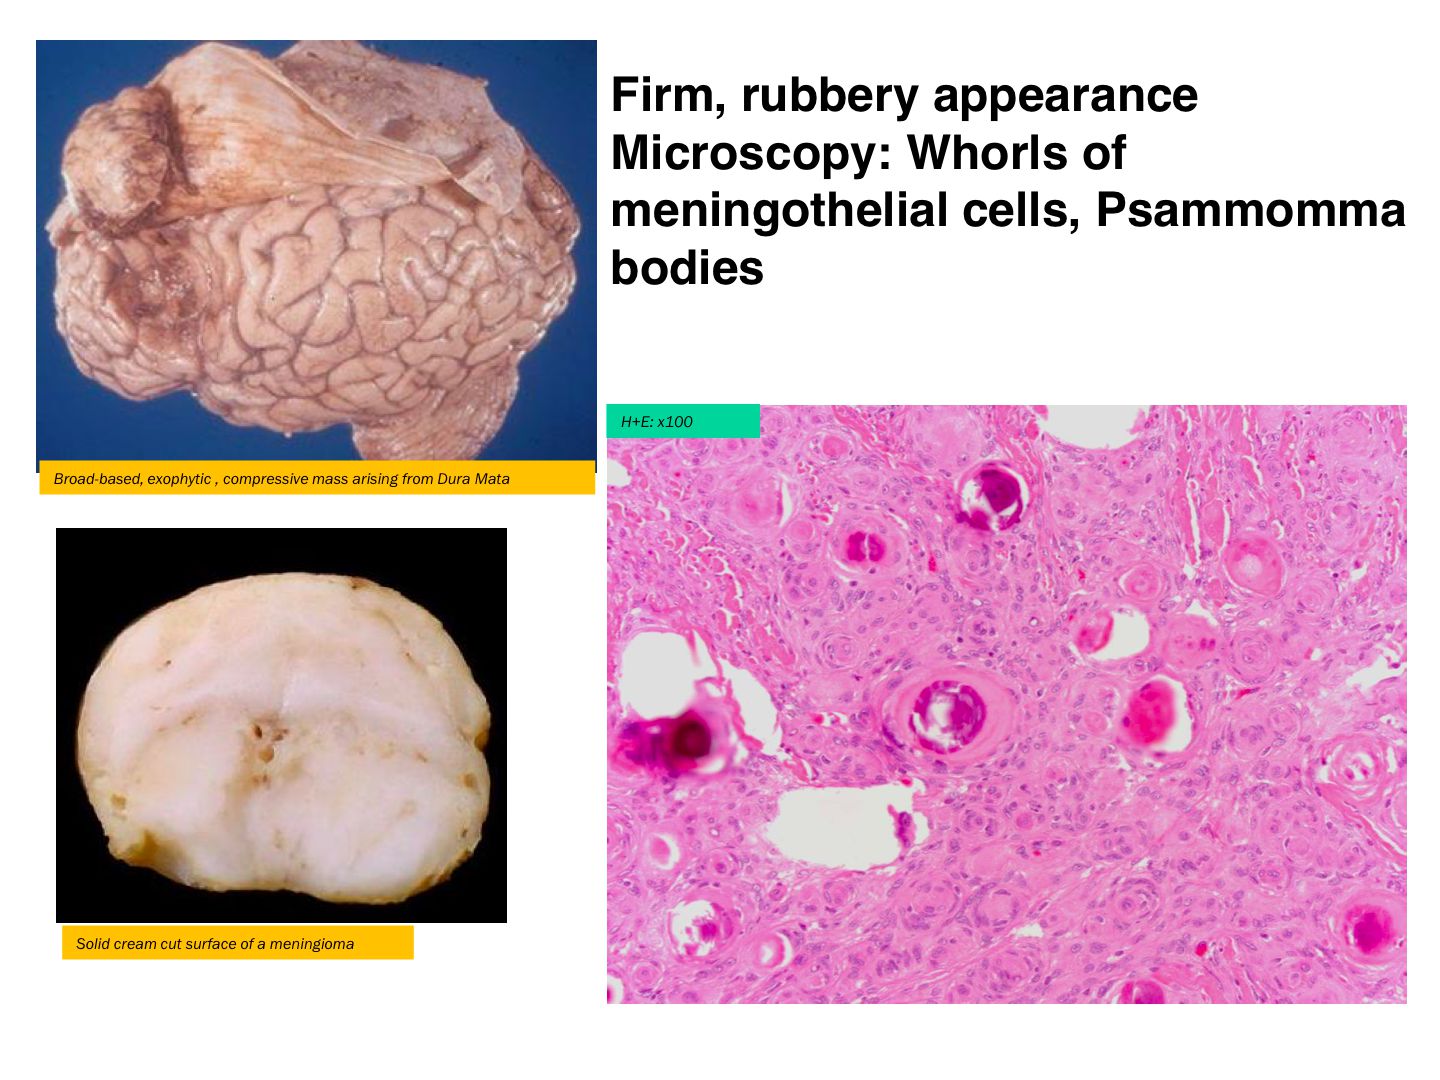 Firm, rubbery appearance
Microscopy: Whorls of
meningothelial cells, Psammomma
bodies
H+E: x100
Broad-based, exophytic , compressive mass arising from Dura Mata
Solid cream cut surface of a meningioma